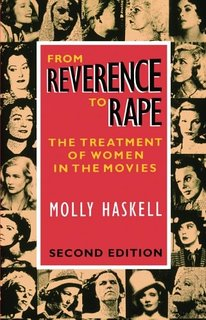 FROM
REVERENCE
TO
RAPE
THE TREATMENT
OF WOMEN
IN THE MOVIES
MOLLY HASKELL
SECOND EDITION